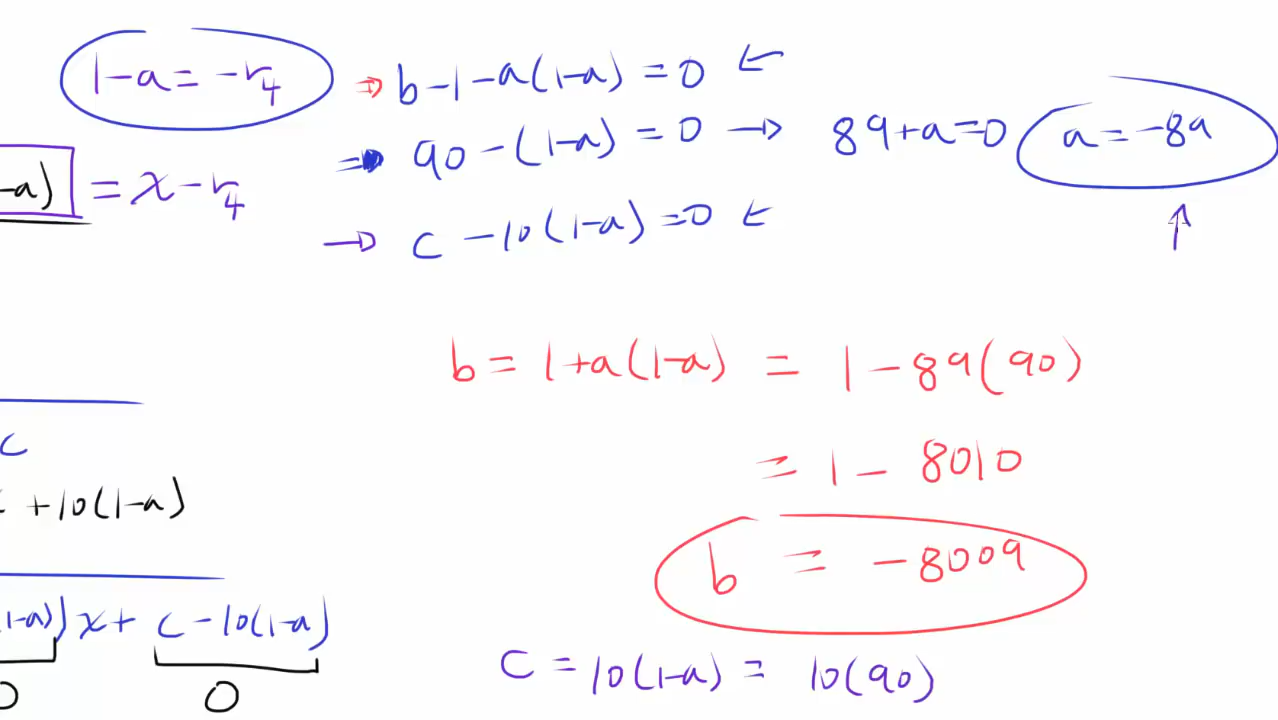 1-a = -r₄ ⇒ b-1-a(1-a) = 0 ←
⇒ 90 - (1-a) = 0 → 89+a=0 a = -89
-a) = x - r₄
→ c - 10(1-a) = 0 ←
↑
b = 1+a(1-a) = 1 - 89(90)
c
= 1 - 8010
+10(1-a)
b = -8009
1-a))x + c - 10(1-a)
0 0
c = 10(1-a) = 10(90)